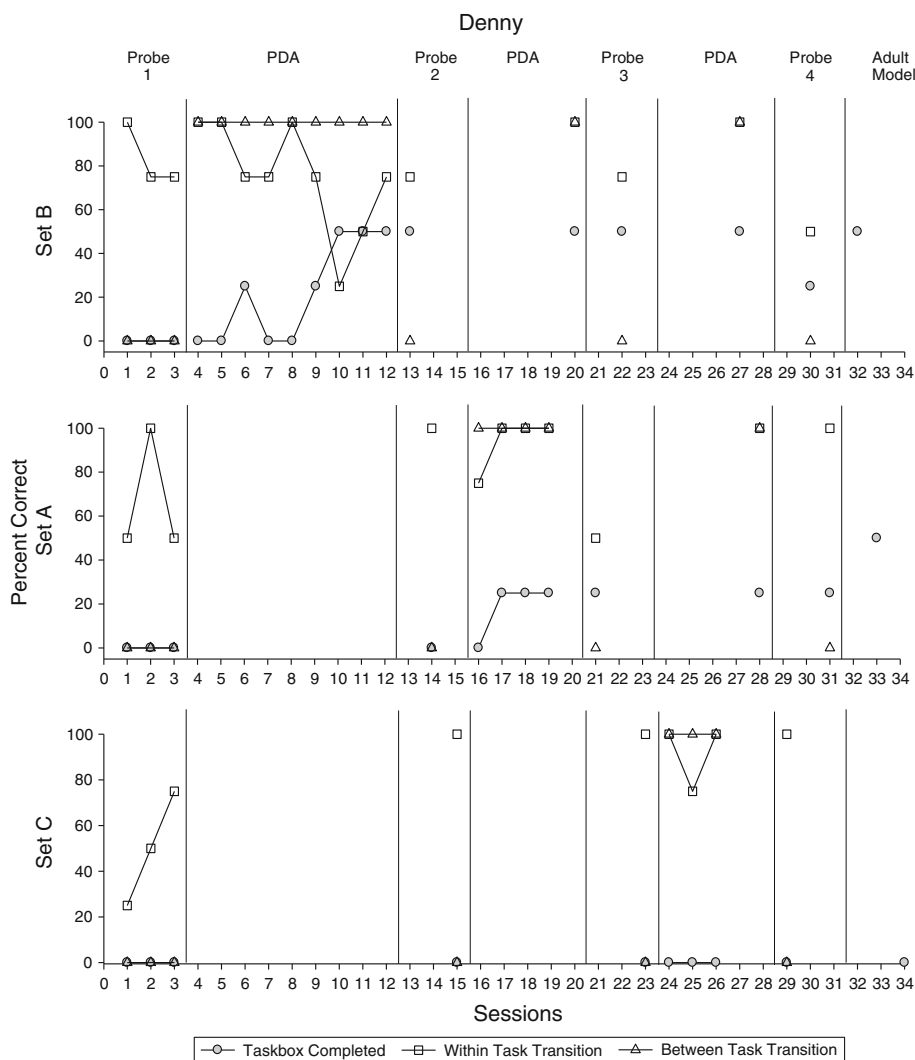 Denny
Probe 1 PDA Probe 2 PDA Probe 3 PDA Probe 4 Adult Model
Set B
100
80
60
40
20
0
0 1 2 3 4 5 6 7 8 9 10 11 12 13 14 15 16 17 18 19 20 21 22 23 24 25 26 27 28 29 30 31 32 33 34
Percent Correct
Set A
100
80
60
40
20
0
0 1 2 3 4 5 6 7 8 9 10 11 12 13 14 15 16 17 18 19 20 21 22 23 24 25 26 27 28 29 30 31 32 33 34
Set C
100
80
60
40
20
0
0 1 2 3 4 5 6 7 8 9 10 11 12 13 14 15 16 17 18 19 20 21 22 23 24 25 26 27 28 29 30 31 32 33 34
Sessions
Taskbox Completed Within Task Transition Between Task Transition